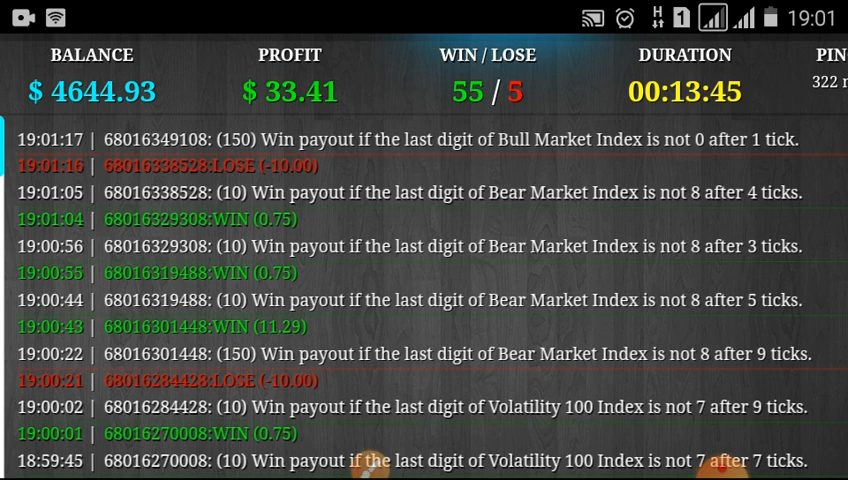 H 1 19:01
BALANCE PROFIT WIN / LOSE DURATION PIN
$ 4644.93 $ 33.41 55 / 5 00:13:45 322
19:01:17 | 68016349108: (150) Win payout if the last digit of Bull Market Index is not 0 after 1 tick.
19:01:16 | 68016338528:LOSE (-10.00)
19:01:05 | 68016338528: (10) Win payout if the last digit of Bear Market Index is not 8 after 4 ticks.
19:01:04 | 68016329308:WIN (0.75)
19:00:56 | 68016329308: (10) Win payout if the last digit of Bear Market Index is not 8 after 3 ticks.
19:00:55 | 68016319488:WIN (0.75)
19:00:44 | 68016319488: (10) Win payout if the last digit of Bear Market Index is not 8 after 5 ticks.
19:00:43 | 68016301448:WIN (11.29)
19:00:22 | 68016301448: (150) Win payout if the last digit of Bear Market Index is not 8 after 9 ticks.
19:00:21 | 68016284428:LOSE (-10.00)
19:00:02 | 68016284428: (10) Win payout if the last digit of Volatility 100 Index is not 7 after 9 ticks.
19:00:01 | 68016270008:WIN (0.75)
18:59:45 | 68016270008: (10) Win payout if the last digit of Volatility 100 Index is not 7 after 7 ticks.